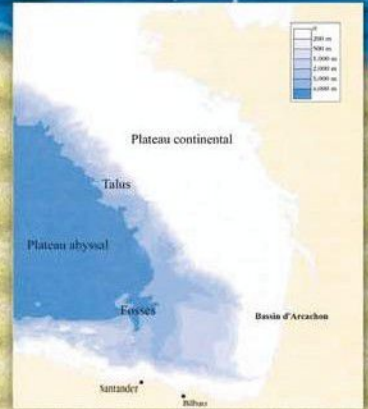 0
200 m
500 m
1.000 m
2.000 m
3.000 m
4.000 m
Plateau continental
Talus
Plateau abyssal
Fosses
Bassin d'Arcachon
Santander
Bilbao